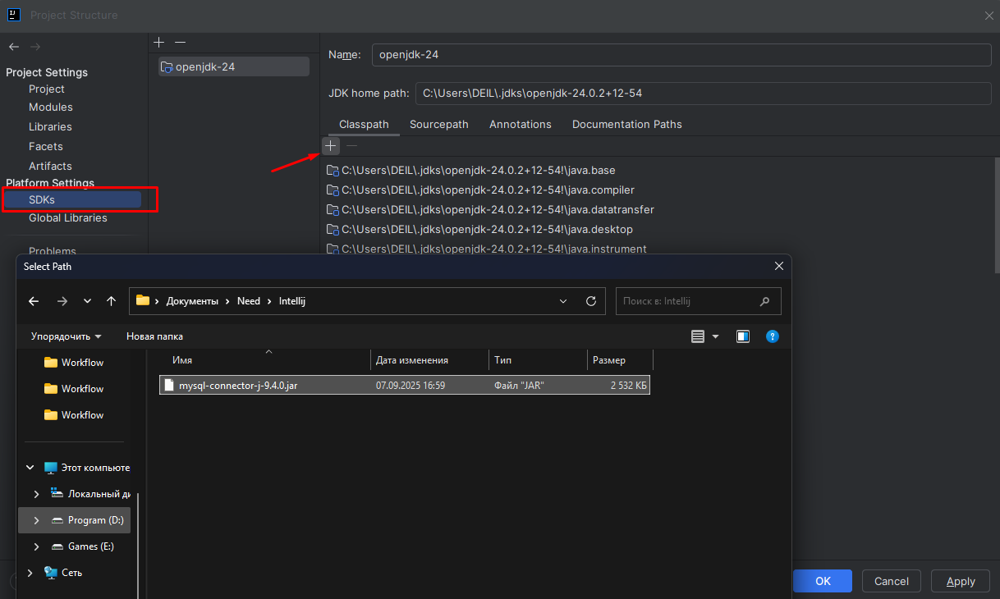 Project Structure
Project Settings
Project
Modules
Libraries
Facets
Artifacts
Platform Settings
SDKs
Global Libraries
Problems
openjdk-24
Name: openjdk-24
JDK home path: C:\Users\DEIL\.jdks\openjdk-24.0.2+12-54
Classpath Sourcepath Annotations Documentation Paths
C:\Users\DEIL\.jdks\openjdk-24.0.2+12-54!\java.base
C:\Users\DEIL\.jdks\openjdk-24.0.2+12-54!\java.compiler
C:\Users\DEIL\.jdks\openjdk-24.0.2+12-54!\java.datatransfer
C:\Users\DEIL\.jdks\openjdk-24.0.2+12-54!\java.desktop
C:\Users\DEIL\.jdks\openjdk-24.0.2+12-54!\java.instrument
Select Path
Документы › Need › Intellij
Поиск в: Intellij
Упорядочить Новая папка
Workflow
Workflow
Workflow
Этот компьюте
Локальный ди
Program (D:)
Games (E:)
Сеть
Имя Дата изменения Тип Размер
mysql-connector-j-9.4.0.jar 07.09.2025 16:59 Файл "JAR" 2 532 КБ
OK Cancel Apply